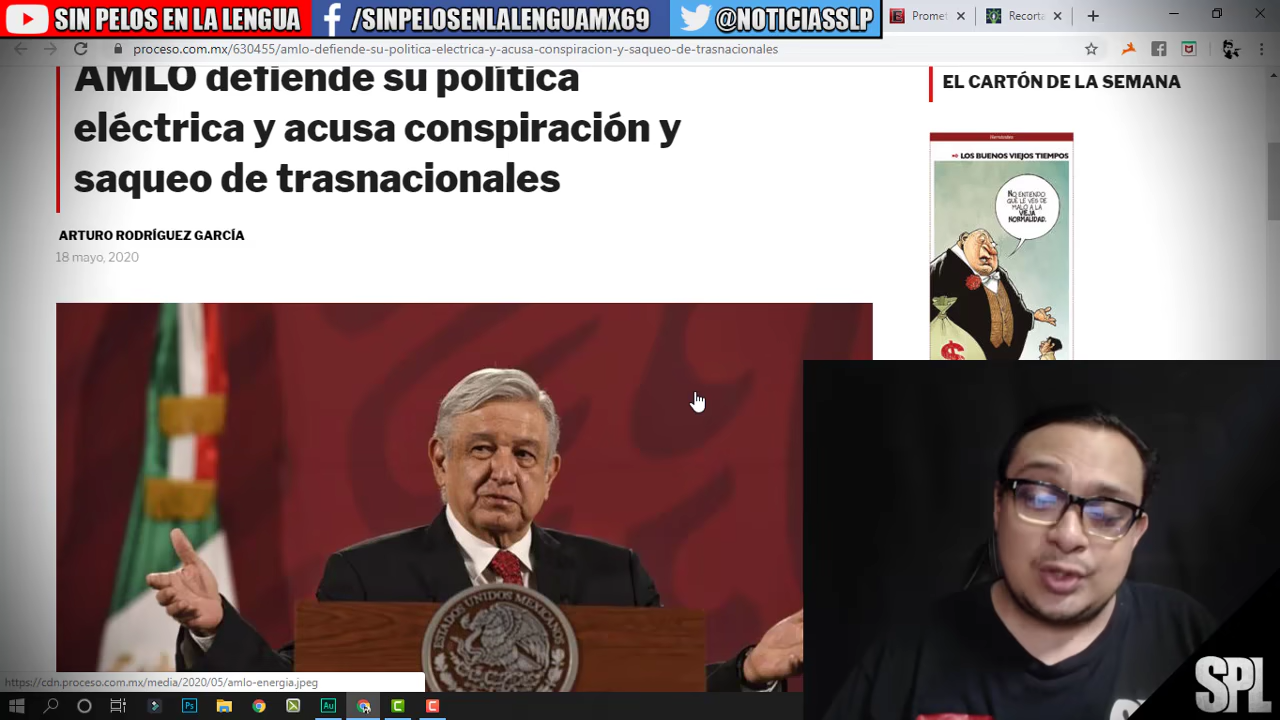 SIN PELOS EN LA LENGUA
/SINPELOSENLALENGUAMX69
@NOTICIASSLP
Promet
Recorta
proceso.com.mx/630455/amlo-defiende-su-politica-electrica-y-acusa-conspiracion-y-saqueo-de-trasnacionales
AMLO defiende su política
eléctrica y acusa conspiración y
saqueo de trasnacionales
ARTURO RODRÍGUEZ GARCÍA
18 mayo, 2020
EL CARTÓN DE LA SEMANA
LOS BUENOS VIEJOS TIEMPOS
NO ENTIENDO
QUE LE VES DE
MALO A LA
VIEJA
NORMALIDAD.
$
ESTADOS UNIDOS MEXICANOS
https://cdn.proceso.com.mx/media/2020/05/amlo-energia.jpeg
Ps
Au
C
C
SPL